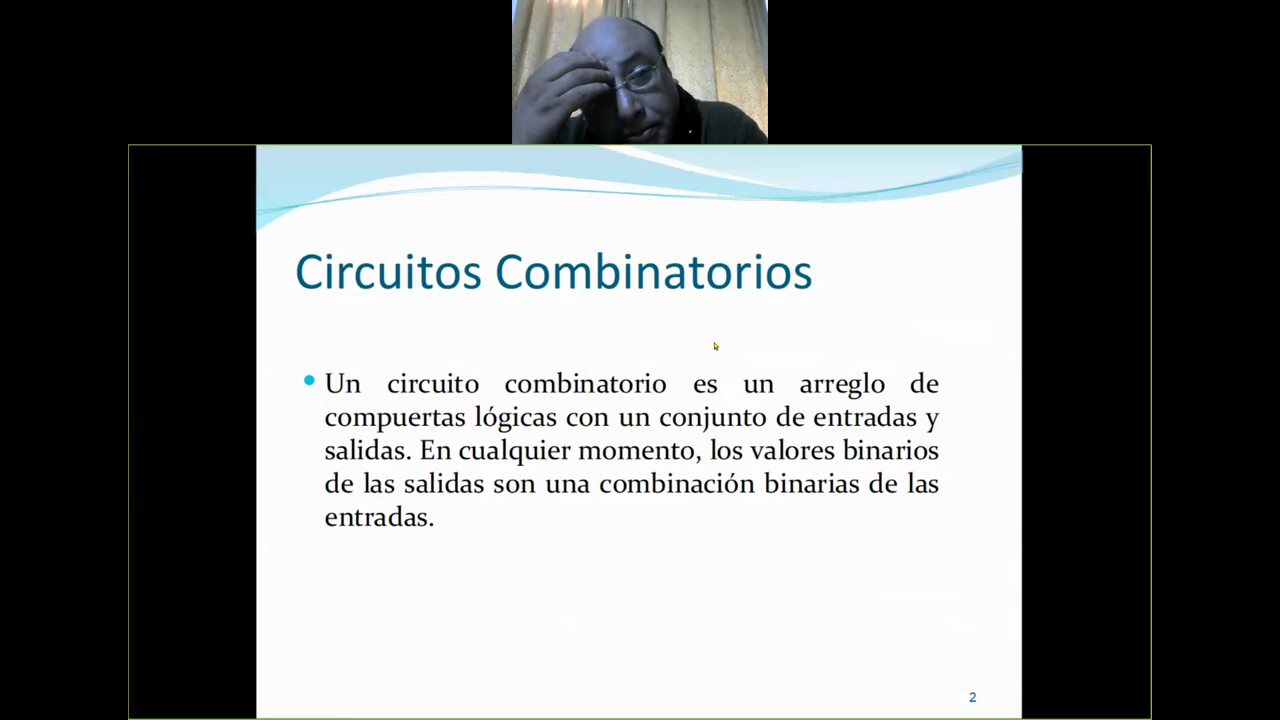 Circuitos Combinatorios
Un circuito combinatorio es un arreglo de
compuertas lógicas con un conjunto de entradas y
salidas. En cualquier momento, los valores binarios
de las salidas son una combinación binarias de las
entradas.
2